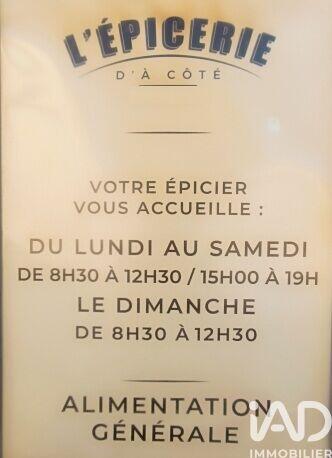 L'ÉPICERIE
D'À CÔTÉ
VOTRE ÉPICIER
VOUS ACCUEILLE :
DU LUNDI AU SAMEDI
DE 8H30 À 12H30 / 15H00 À 19H
LE DIMANCHE
DE 8H30 À 12H30
ALIMENTATION
GÉNÉRALE
iAD
IMMOBILIER